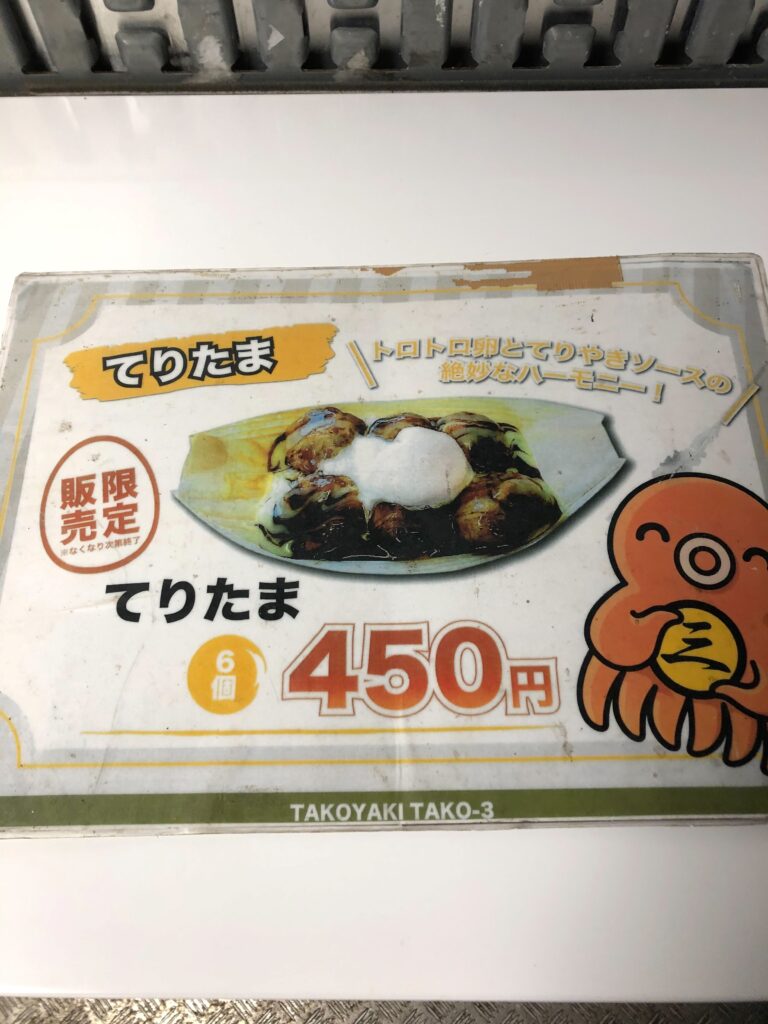 てりたま
トロトロ卵とてりやきソースの
絶妙なハーモニー！
限定
販売
※なくなり次第終了
てりたま
6個
450円
三
TAKOYAKI TAKO-3